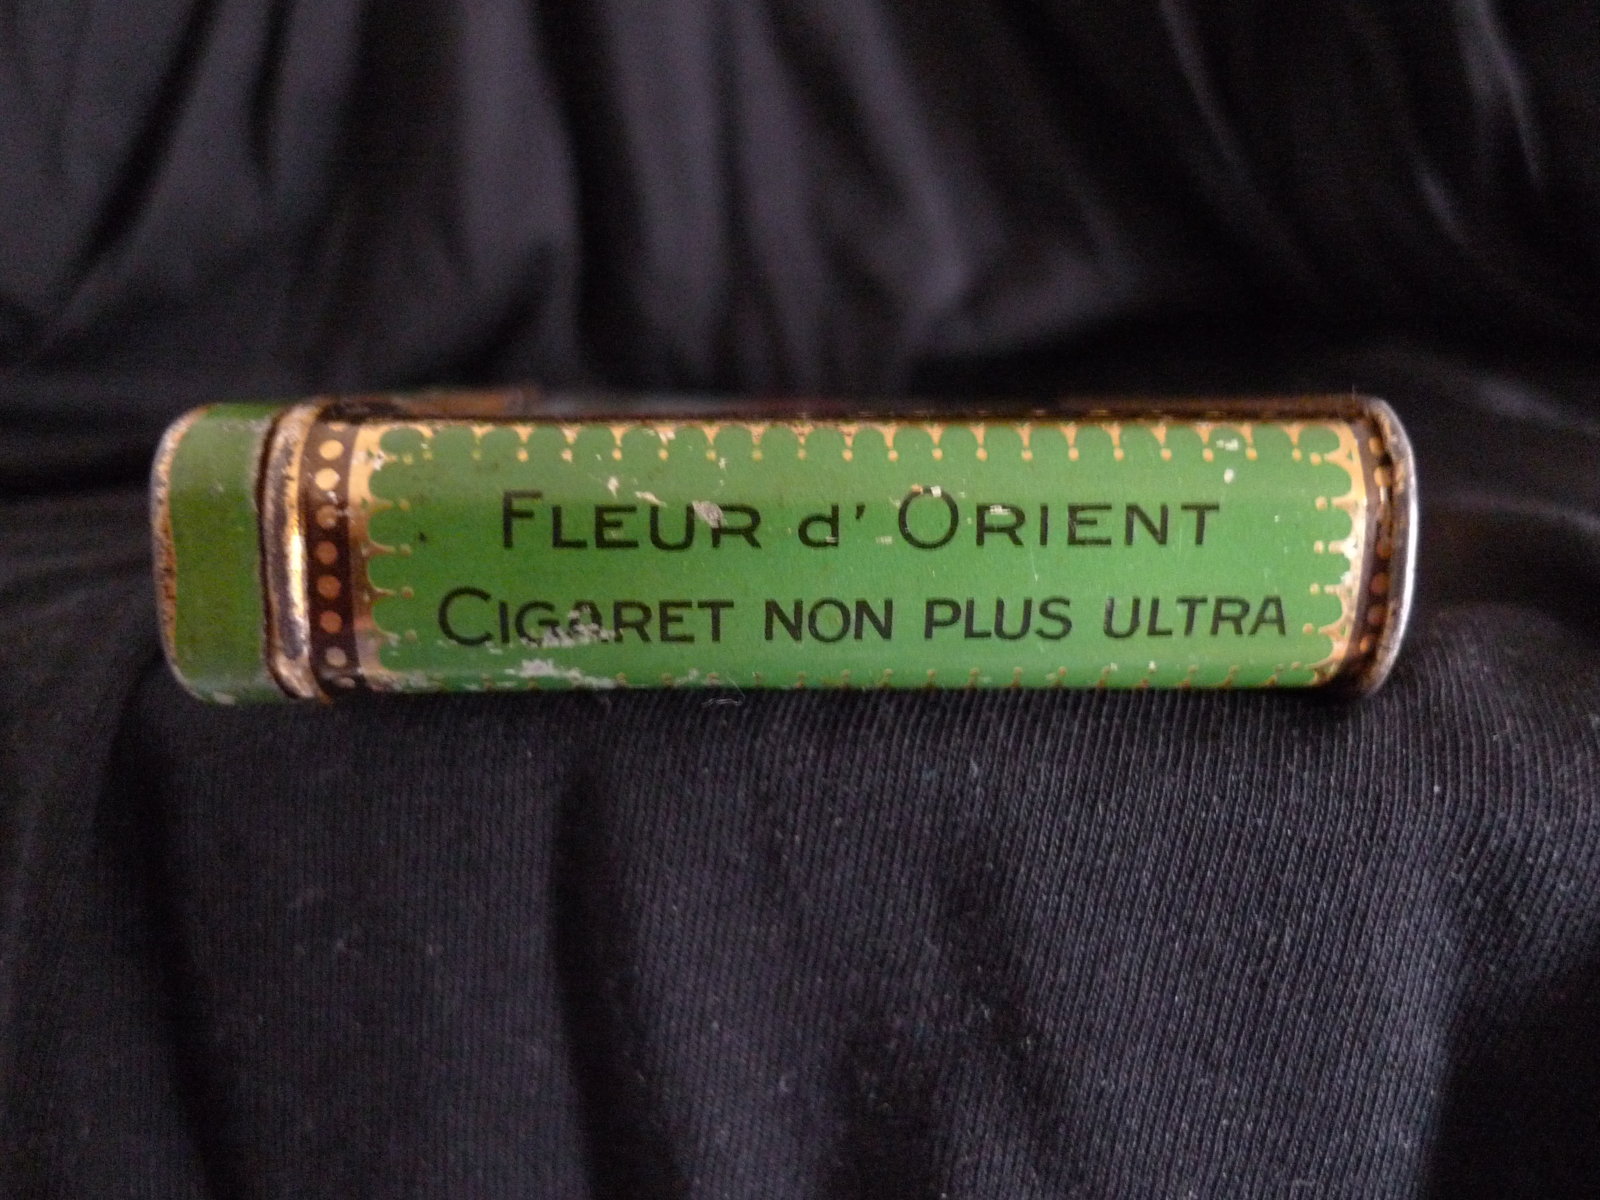 FLEUR d' ORIENT
CIGARET NON PLUS ULTRA